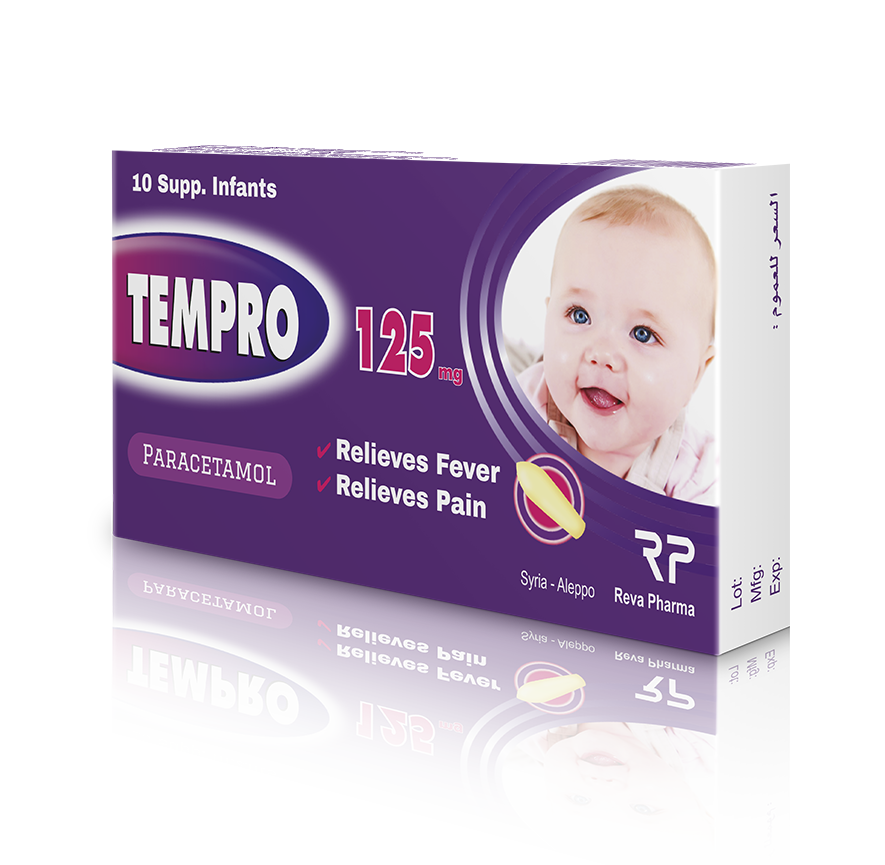 10 Supp. Infants
TEMPRO
125 mg
PARACETAMOL
✓ Relieves Fever
✓ Relieves Pain
Syria - Aleppo
RP
Reva Pharma
السعر للعموم :
Lot:
Mfg:
Exp: